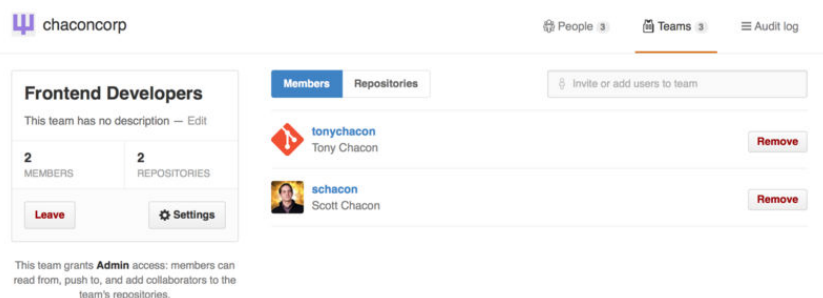 chaconcorp
People 3
Teams 3
Audit log
Frontend Developers
This team has no description — Edit
2
MEMBERS
2
REPOSITORIES
Leave
Settings
This team grants Admin access: members can
read from, push to, and add collaborators to the
team's repositories.
Members
Repositories
Invite or add users to team
tonychacon
Tony Chacon
Remove
schacon
Scott Chacon
Remove